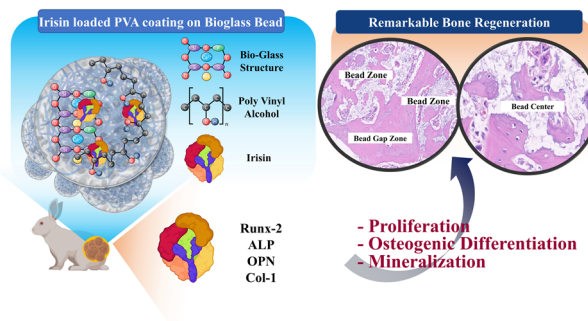 Irisin loaded PVA coating on Bioglass Bead
Bio-Glass
Structure
n
Poly Vinyl
Alcohol
Irisin
Runx-2
ALP
OPN
Col-1
Remarkable Bone Regeneration
Bead Zone
Bead Zone
Bead Gap Zone
Bead Center
- Proliferation
- Osteogenic Differentiation
- Mineralization